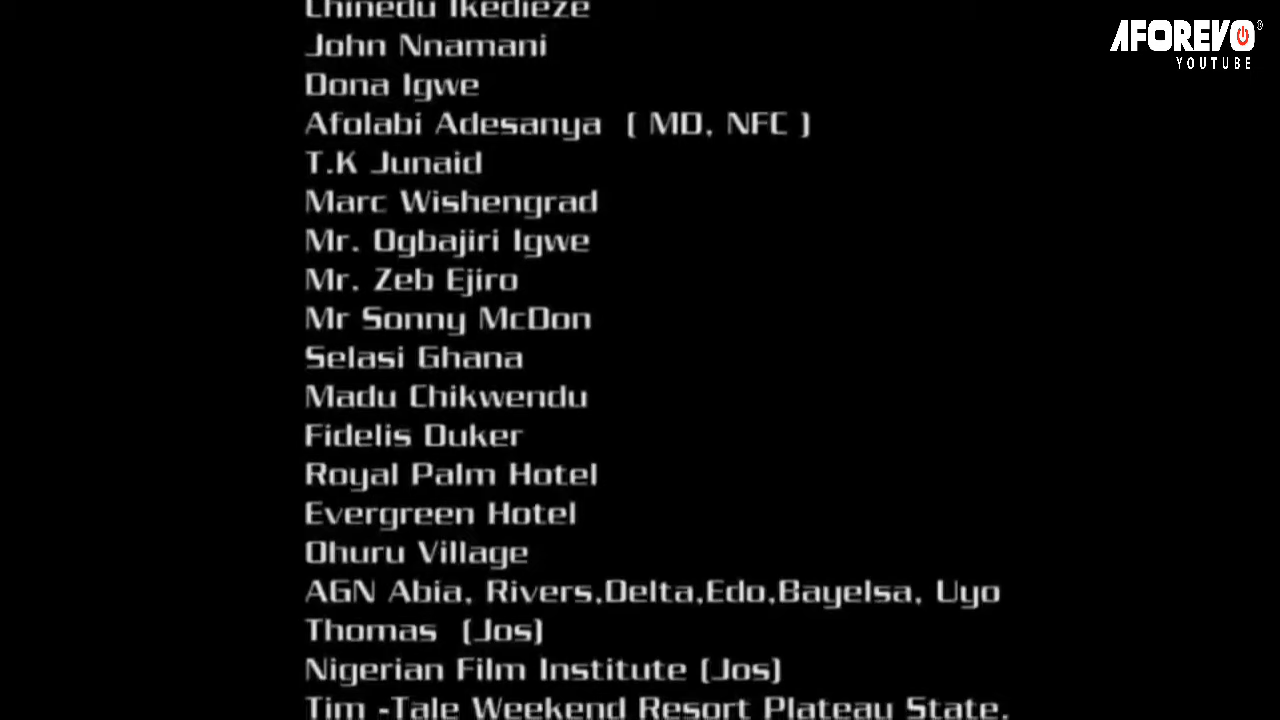 AFOREVO
YOUTUBE
Chinedu Ikedieze
John Nnamani
Dona Igwe
Afolabi Adesanya ( MD, NFC )
T.K Junaid
Marc Wishengrad
Mr. Ogbajiri Igwe
Mr. Zeb Ejiro
Mr Sonny McDon
Selasi Ghana
Madu Chikwendu
Fidelis Duker
Royal Palm Hotel
Evergreen Hotel
Ohuru Village
AGN Abia, Rivers,Delta,Edo,Bayelsa, Uyo
Thomas (Jos)
Nigerian Film Institute (Jos)
Tim -Tale Weekend Resort Plateau State.